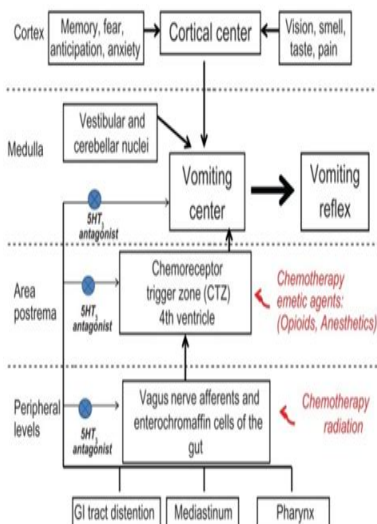 Cortex
Memory, fear,
anticipation, anxiety
Cortical center
Vision, smell,
taste, pain
Medulla
Vestibular and
cerebellar nuclei
Vomiting
center
Vomiting
reflex
5HT3
antagonist
Area
postrema
Chemoreceptor
trigger zone (CTZ)
4th ventricle
5HT3
antagonist
Chemotherapy
emetic agents:
(Opioids, Anesthetics)
Peripheral
levels
Vagus nerve afferents and
enterochromaffin cells of the
gut
5HT3
antagonist
Chemotherapy
radiation
GI tract distention
Mediastinum
Pharynx